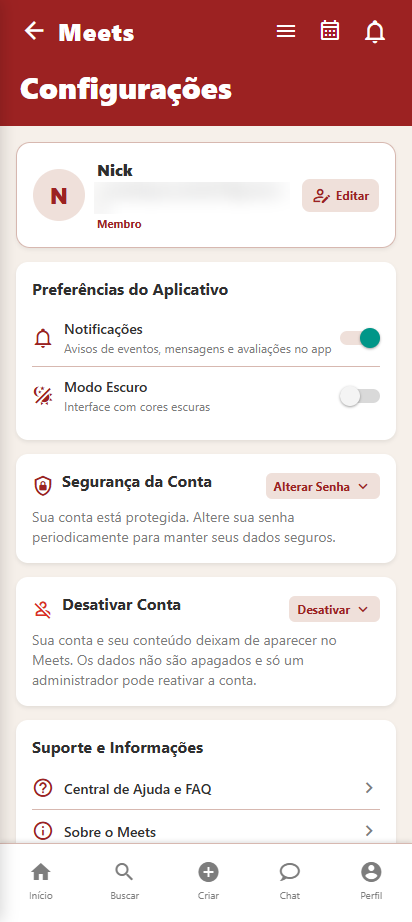 Meets
Configurações
N
Nick
Membro
Editar
Preferências do Aplicativo
Notificações
Avisos de eventos, mensagens e avaliações no app
Modo Escuro
Interface com cores escuras
Segurança da Conta
Alterar Senha
Sua conta está protegida. Altere sua senha
periodicamente para manter seus dados seguros.
Desativar Conta
Desativar
Sua conta e seu conteúdo deixam de aparecer no
Meets. Os dados não são apagados e só um
administrador pode reativar a conta.
Suporte e Informações
Central de Ajuda e FAQ
Sobre o Meets
Início
Buscar
Criar
Chat
Perfil